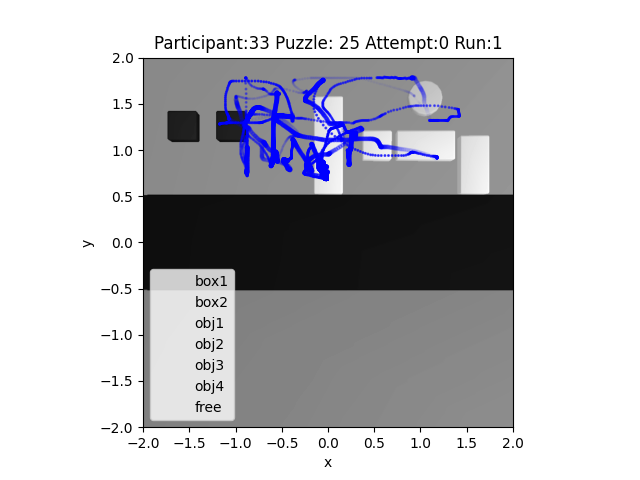 Participant:33 Puzzle: 25 Attempt:0 Run:1
2.0
1.5
1.0
0.5
0.0
−0.5
−1.0
−1.5
−2.0
y
box1
box2
obj1
obj2
obj3
obj4
free
−2.0 −1.5 −1.0 −0.5 0.0 0.5 1.0 1.5 2.0
x